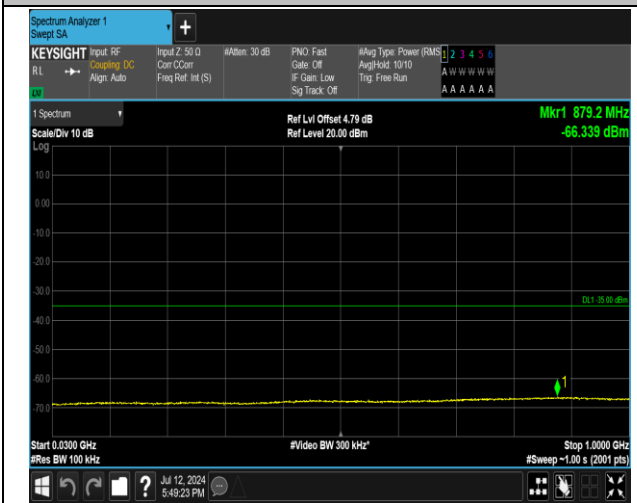 Spectrum Analyzer 1
Swept SA
+
KEYSIGHT Input: RF
RL
Coupling: DC
Align: Auto
LXI
Input Z: 50 Ω
Corr CCorr
Freq Ref: Int (S)
#Atten: 30 dB
PNO: Fast
Gate: Off
IF Gain: Low
Sig Track: Off
#Avg Type: Power (RMS
Avg|Hold: 10/10
Trig: Free Run
1 2 3 4 5 6
A W W W W W
A A A A A A
1 Spectrum
Scale/Div 10 dB
Log
Ref Lvl Offset 4.79 dB
Ref Level 20.00 dBm
Mkr1 879.2 MHz
-66.339 dBm
10.0
0.00
-10.0
-20.0
-30.0
DL1 -35.00 dBm
-40.0
-50.0
-60.0
1
-70.0
Start 0.0300 GHz
#Res BW 100 kHz
#Video BW 300 kHz*
Stop 1.0000 GHz
#Sweep ~1.00 s (2001 pts)
?
Jul 12, 2024
5:49:23 PM